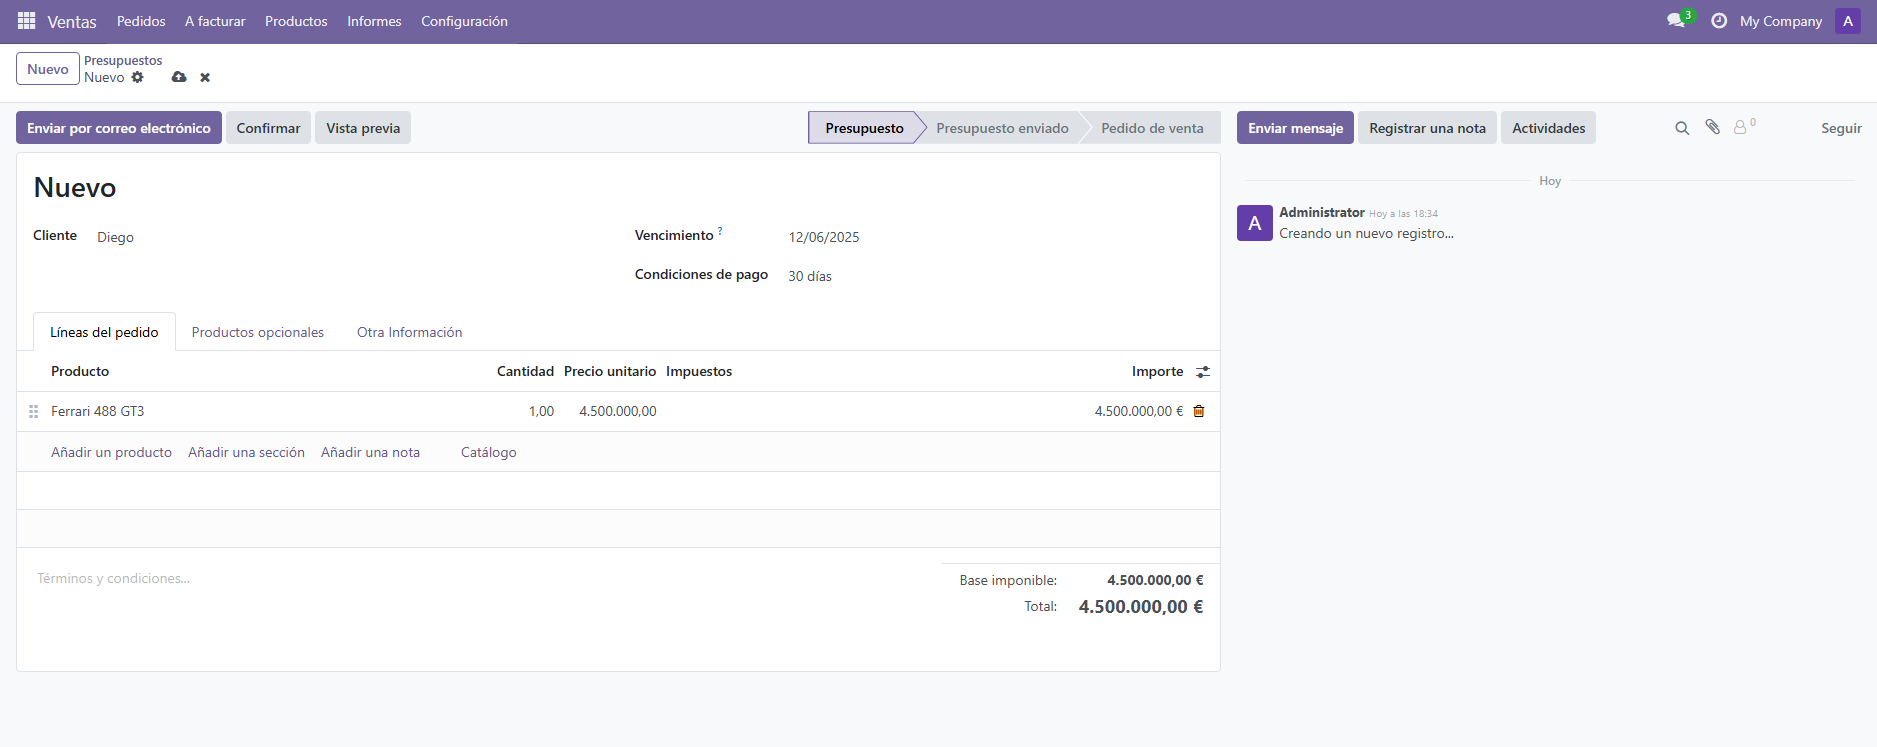 Ventas Pedidos A facturar Productos Informes Configuración 3 My Company A
Nuevo Presupuestos
Nuevo
Enviar por correo electrónico Confirmar Vista previa Presupuesto Presupuesto enviado Pedido de venta Enviar mensaje Registrar una nota Actividades 0 Seguir
Nuevo
Hoy
A Administrator Hoy a las 18:34
Creando un nuevo registro...
Cliente Diego Vencimiento ? 12/06/2025
Condiciones de pago 30 días
Líneas del pedido Productos opcionales Otra Información
Producto Cantidad Precio unitario Impuestos Importe
Ferrari 488 GT3 1,00 4.500.000,00 4.500.000,00 €
Añadir un producto Añadir una sección Añadir una nota Catálogo
Términos y condiciones...
Base imponible: 4.500.000,00 €
Total: 4.500.000,00 €